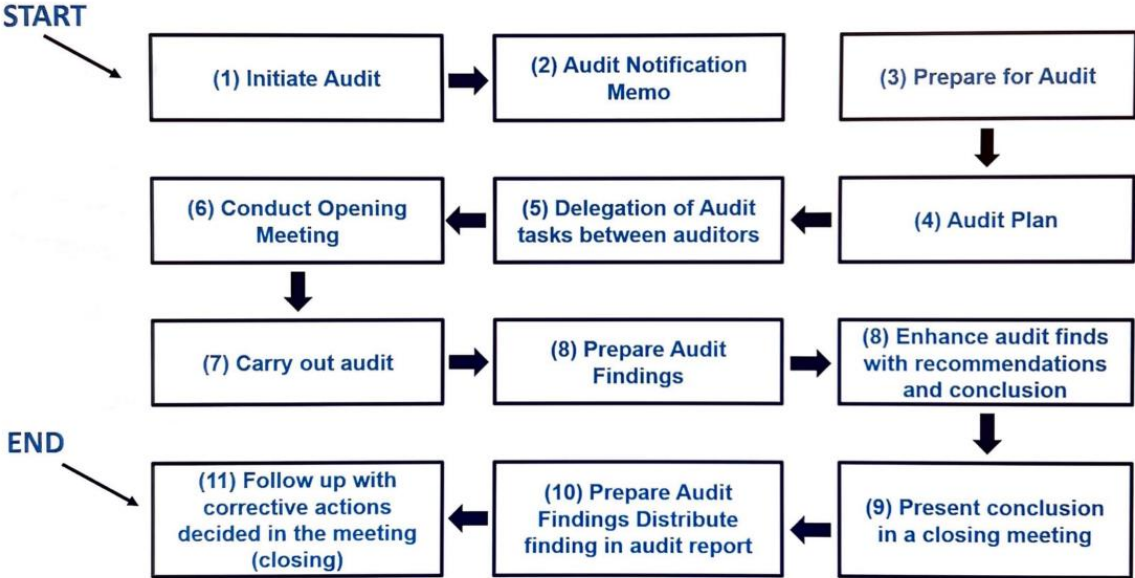 START
(1) Initiate Audit
(2) Audit Notification
Memo
(3) Prepare for Audit
(6) Conduct Opening
Meeting
(5) Delegation of Audit
tasks between auditors
(4) Audit Plan
(7) Carry out audit
(8) Prepare Audit
Findings
(8) Enhance audit finds
with recommendations
and conclusion
END
(11) Follow up with
corrective actions
decided in the meeting
(closing)
(10) Prepare Audit
Findings Distribute
finding in audit report
(9) Present conclusion
in a closing meeting